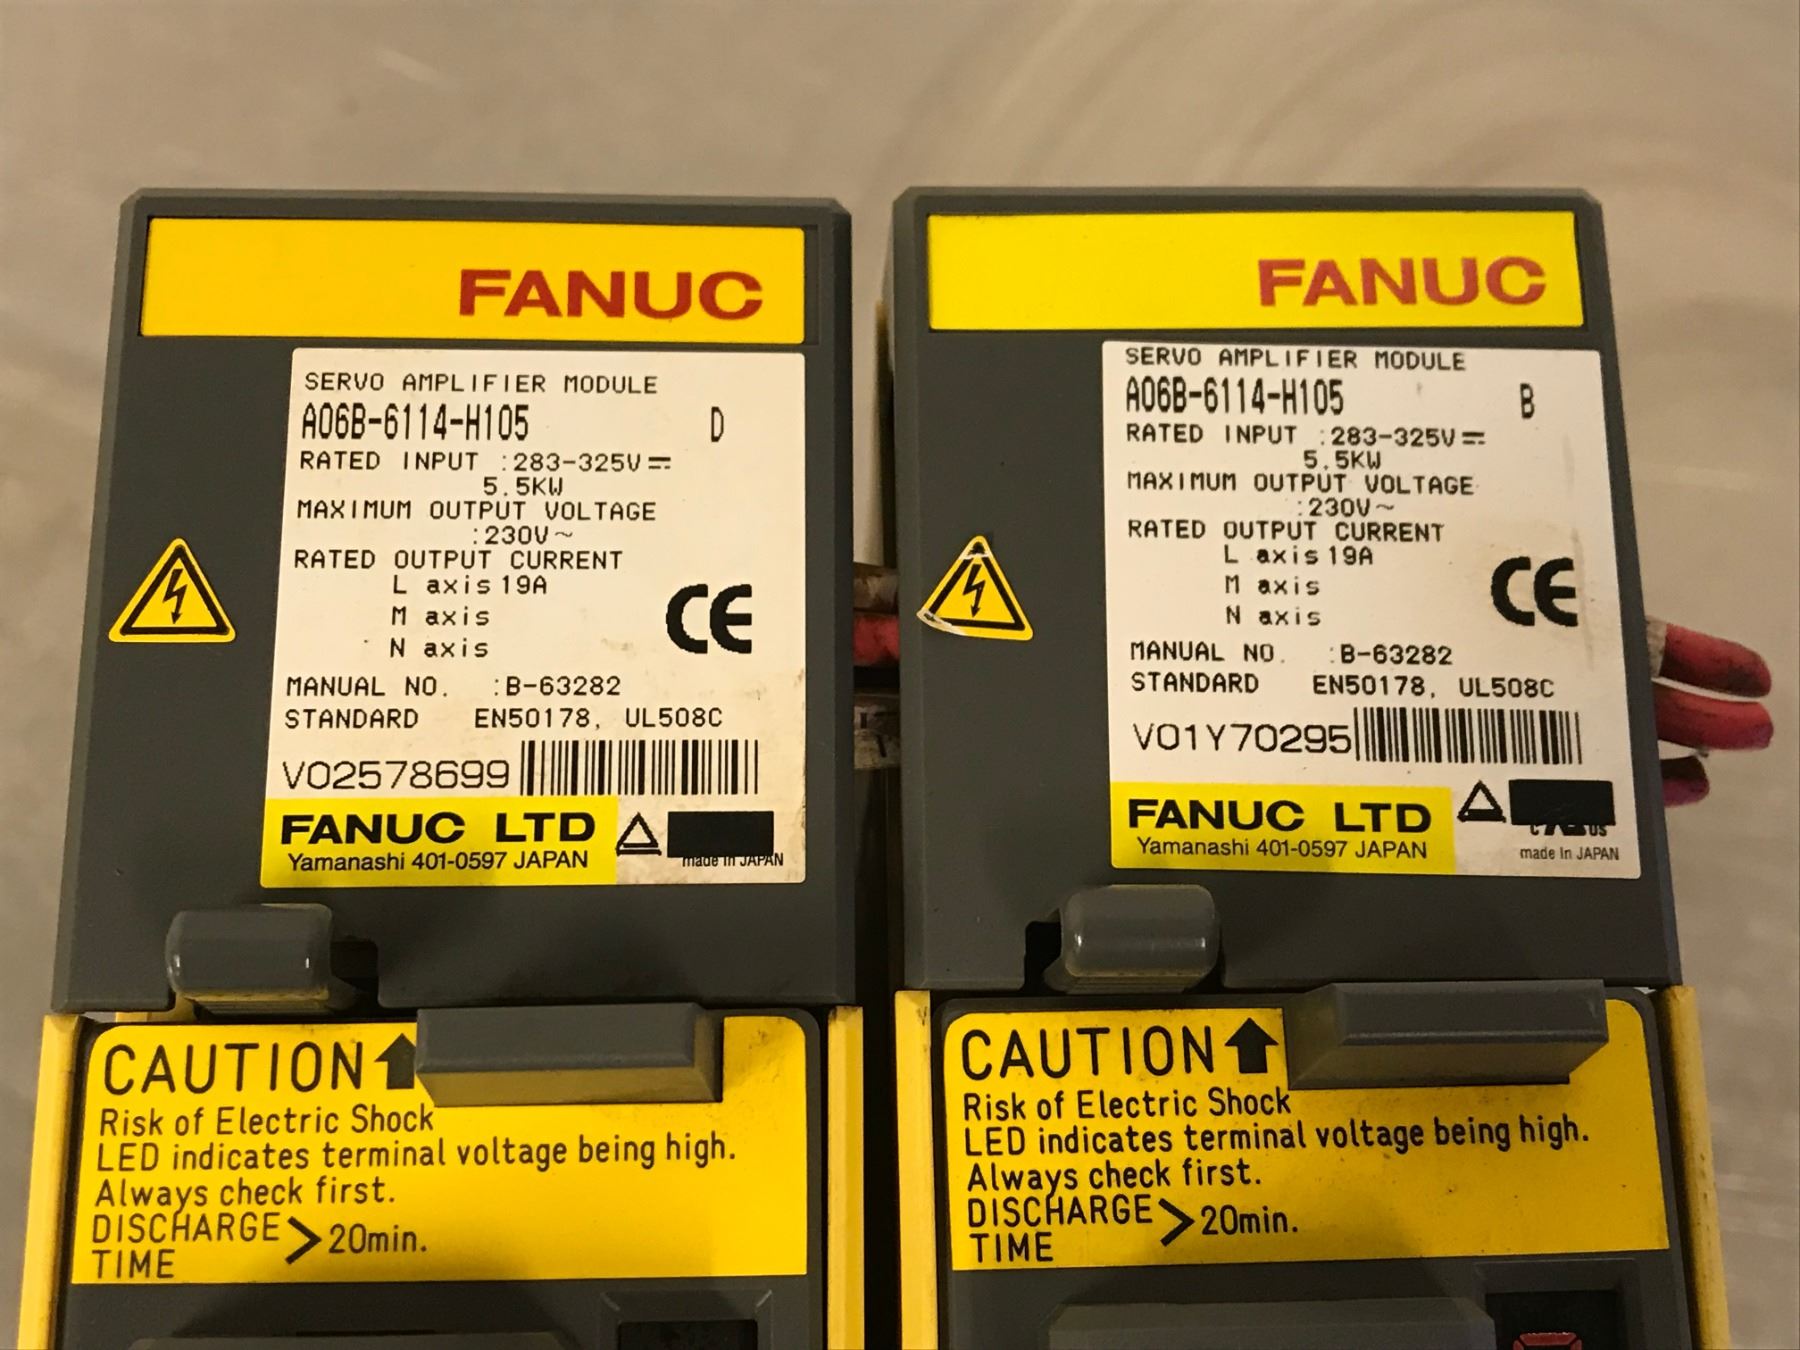 FANUC
SERVO AMPLIFIER MODULE
A06B-6114-H105 D
RATED INPUT :283-325V⎓
5.5KW
MAXIMUM OUTPUT VOLTAGE
:230V~
RATED OUTPUT CURRENT
L axis 19A
M axis
N axis
CE
MANUAL NO. :B-63282
STANDARD EN50178, UL508C
V02578699
FANUC LTD
Yamanashi 401-0597 JAPAN
made in JAPAN
CAUTION
Risk of Electric Shock
LED indicates terminal voltage being high.
Always check first.
DISCHARGE TIME > 20min.
FANUC
SERVO AMPLIFIER MODULE
A06B-6114-H105 B
RATED INPUT :283-325V⎓
5.5KW
MAXIMUM OUTPUT VOLTAGE
:230V~
RATED OUTPUT CURRENT
L axis 19A
M axis
N axis
CE
MANUAL NO. :B-63282
STANDARD EN50178, UL508C
V01Y70295
FANUC LTD
Yamanashi 401-0597 JAPAN
made in JAPAN
CAUTION
Risk of Electric Shock
LED indicates terminal voltage being high.
Always check first.
DISCHARGE TIME > 20min.